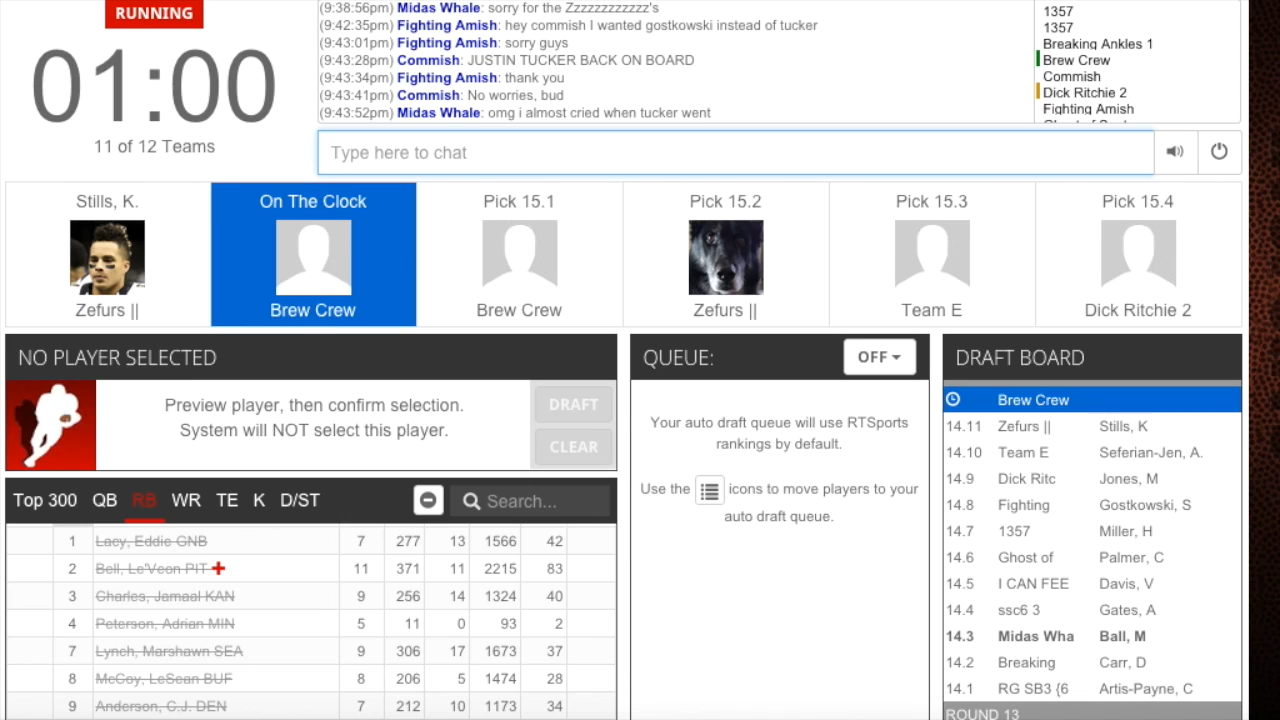 RUNNING
01:00
11 of 12 Teams
(9:38:56pm) Midas Whale: sorry for the Zzzzzzzzzzzz's
(9:42:35pm) Fighting Amish: hey commish I wanted gostkowski instead of tucker
(9:43:01pm) Fighting Amish: sorry guys
(9:43:28pm) Commish: JUSTIN TUCKER BACK ON BOARD
(9:43:34pm) Fighting Amish: thank you
(9:43:41pm) Commish: No worries, bud
(9:43:52pm) Midas Whale: omg i almost cried when tucker went
1357
1357
Breaking Ankles 1
Brew Crew
Commish
Dick Ritchie 2
Fighting Amish
Type here to chat
Stills, K.
Zefurs ||
On The Clock
Brew Crew
Pick 15.1
Brew Crew
Pick 15.2
Zefurs ||
Pick 15.3
Team E
Pick 15.4
Dick Ritchie 2
NO PLAYER SELECTED
Preview player, then confirm selection.
System will NOT select this player.
DRAFT
CLEAR
Top 300 QB RB WR TE K D/ST
Search...
1 Lacy, Eddie GNB 7 277 13 1566 42
2 Bell, Le'Veon PIT 11 371 11 2215 83
3 Charles, Jamaal KAN 9 256 14 1324 40
4 Peterson, Adrian MIN 5 11 0 93 2
7 Lynch, Marshawn SEA 9 306 17 1673 37
8 McCoy, LeSean BUF 8 206 5 1474 28
9 Anderson, C.J. DEN 7 212 10 1173 34
QUEUE:
OFF
Your auto draft queue will use RTSports
rankings by default.
Use the icons to move players to your
auto draft queue.
DRAFT BOARD
Brew Crew
14.11 Zefurs || Stills, K
14.10 Team E Seferian-Jen, A.
14.9 Dick Ritc Jones, M
14.8 Fighting Gostkowski, S
14.7 1357 Miller, H
14.6 Ghost of Palmer, C
14.5 I CAN FEE Davis, V
14.4 ssc6 3 Gates, A
14.3 Midas Wha Ball, M
14.2 Breaking Carr, D
14.1 RG SB3 {6 Artis-Payne, C
ROUND 13